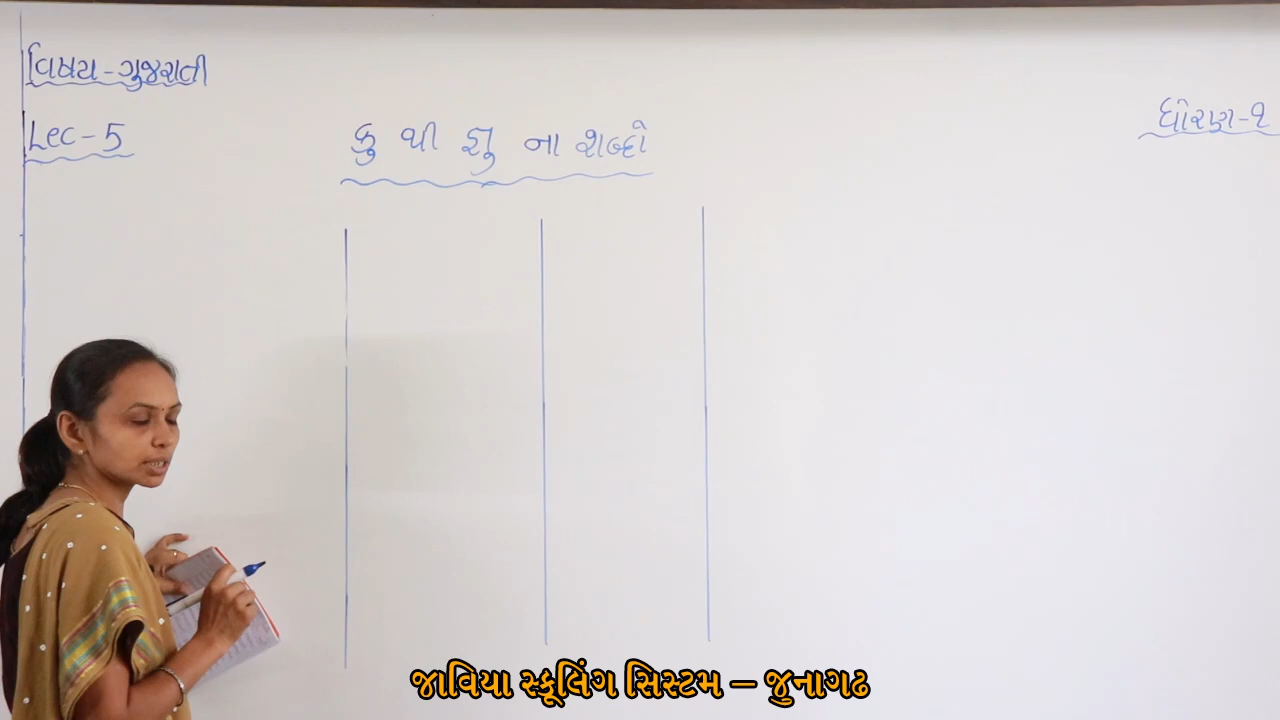 વિષય - ગુજરાતી
ધોરણ - ૧
Lec - 5
કુ થી જ્ઞુ ના શબ્દો
જાવિયા સ્કૂલિંગ સિસ્ટમ – જુનાગઢ